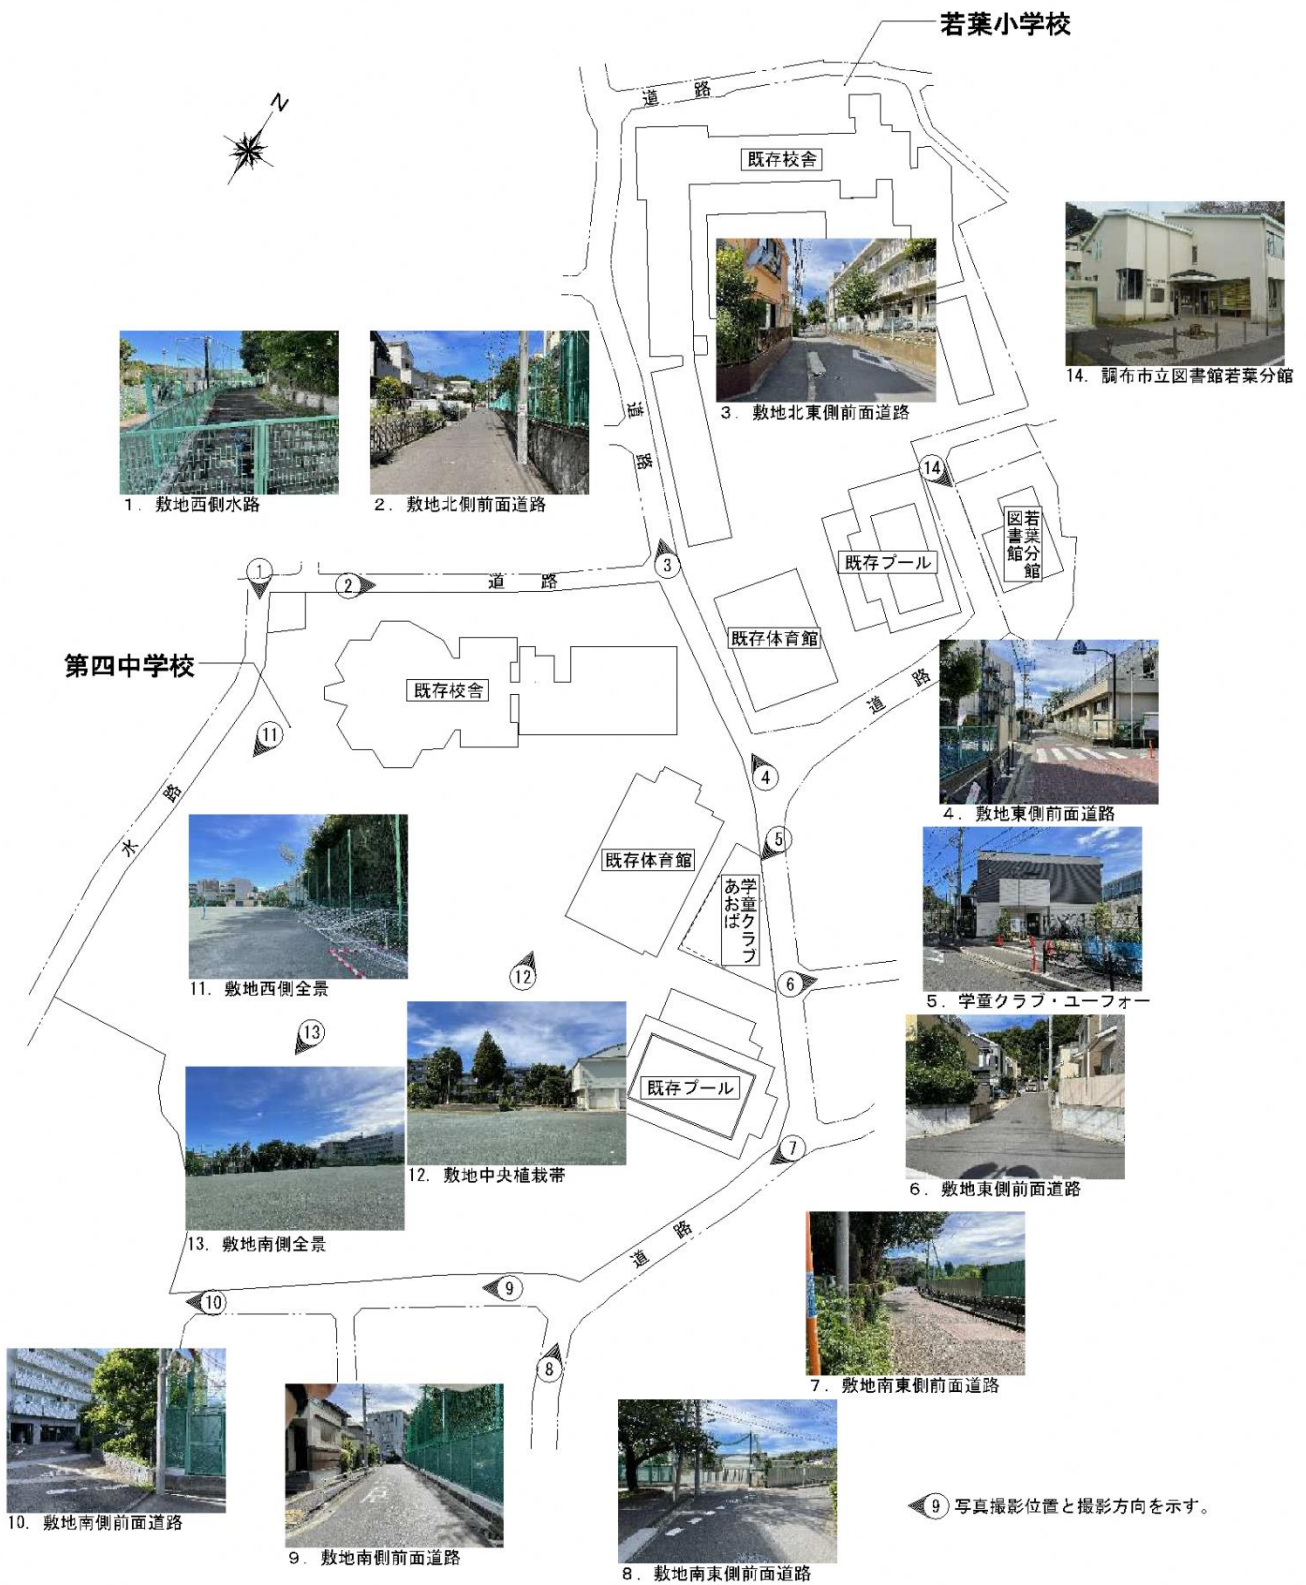 若葉小学校
道路
N
既存校舎
14. 調布市立図書館若葉分館
3. 敷地北東側前面道路
道路
1. 敷地西側水路
2. 敷地北側前面道路
14
若葉分館
図書館
既存プール
1
2
道路
3
既存体育館
第四中学校
既存校舎
道路
11
4
4. 敷地東側前面道路
水路
5
既存体育館
学童クラブ
あおば
11. 敷地西側全景
12
6
5. 学童クラブ・ユーフォー
13
既存プール
12. 敷地中央植栽帯
7
6. 敷地東側前面道路
13. 敷地南側全景
道路
9
10
8
7. 敷地南東側前面道路
10. 敷地南側前面道路
9. 敷地南側前面道路
8. 敷地南東側前面道路
9 写真撮影位置と撮影方向を示す。